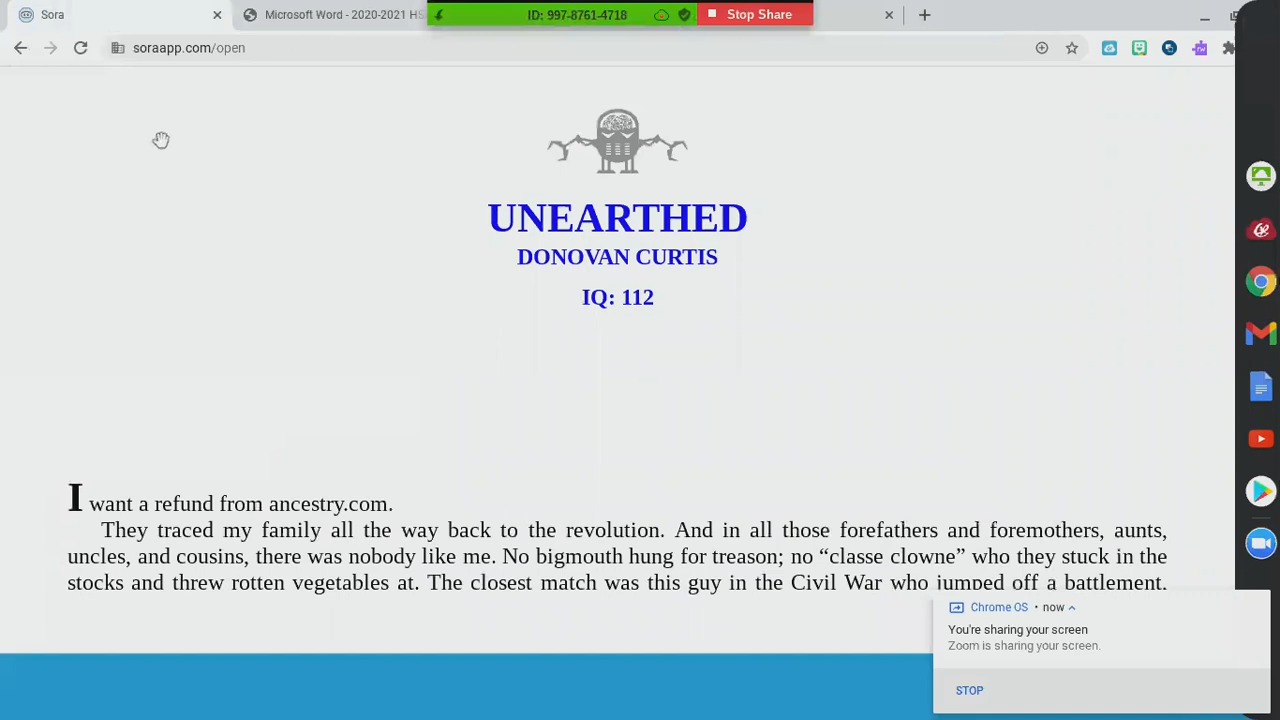 Sora
Microsoft Word - 2020-2021 HS
ID: 997-8761-4718
Stop Share
soraapp.com/open
UNEARTHED
DONOVAN CURTIS
IQ: 112
I want a refund from ancestry.com.
They traced my family all the way back to the revolution. And in all those forefathers and foremothers, aunts,
uncles, and cousins, there was nobody like me. No bigmouth hung for treason; no “classe clowne” who they stuck in the
stocks and threw rotten vegetables at. The closest match was this guy in the Civil War who jumped off a battlement,
Chrome OS • now
You're sharing your screen
Zoom is sharing your screen.
STOP